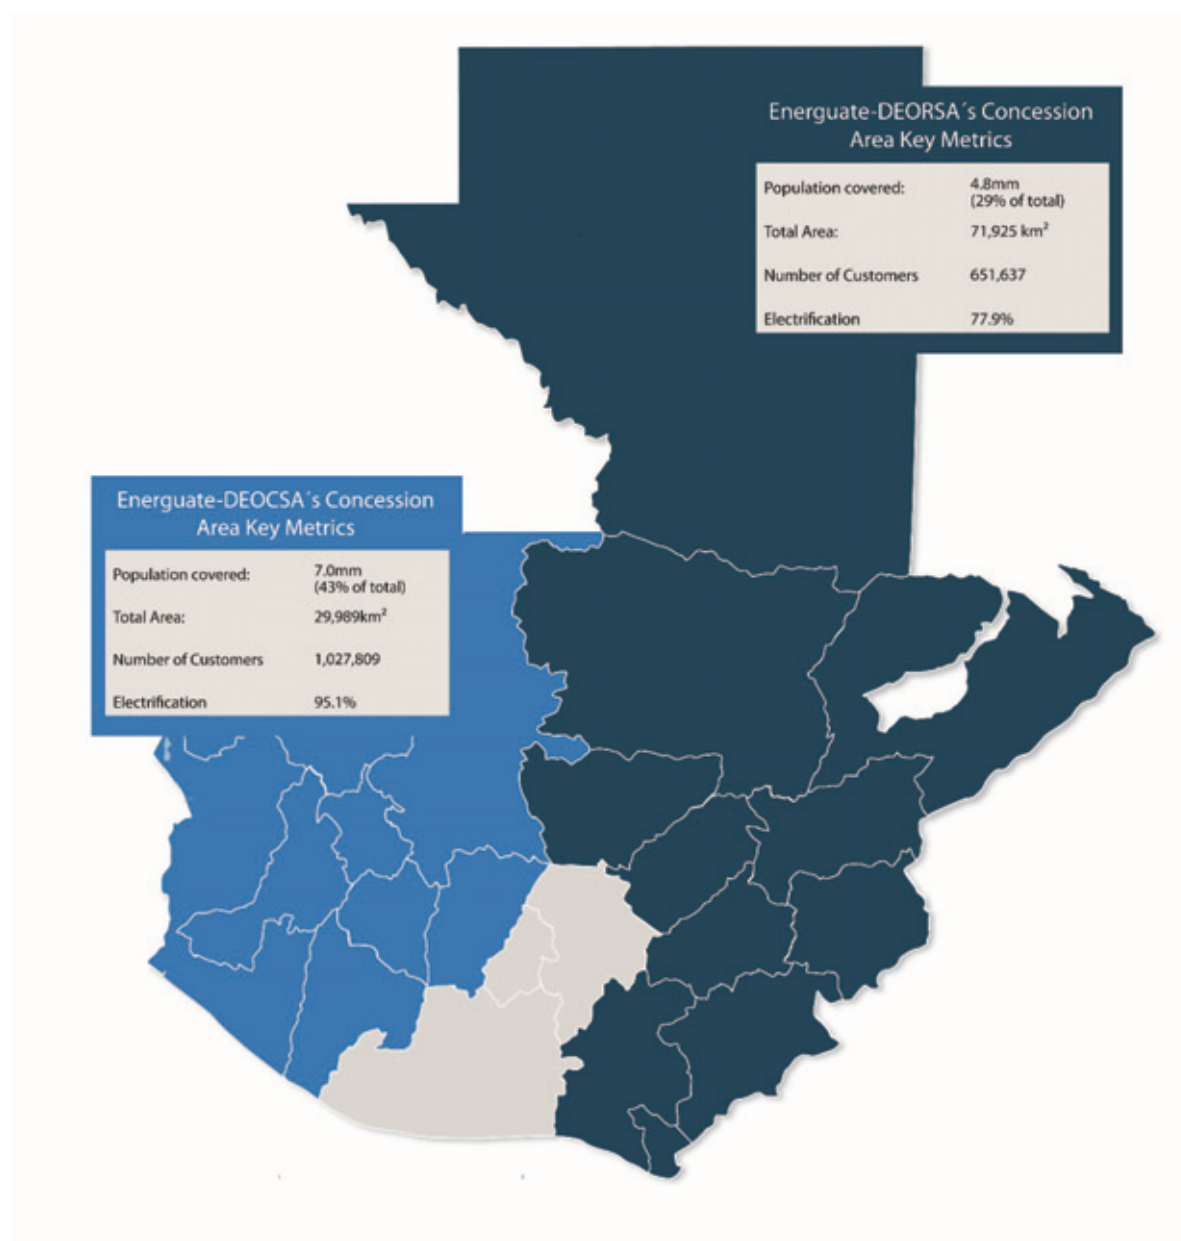 Energuate-DEORSA´s Concession
Area Key Metrics
Population covered: 4.8mm
(29% of total)
Total Area: 71,925 km²
Number of Customers 651,637
Electrification 77.9%
Energuate-DEOCSA´s Concession
Area Key Metrics
Population covered: 7.0mm
(43% of total)
Total Area: 29,989km²
Number of Customers 1,027,809
Electrification 95.1%